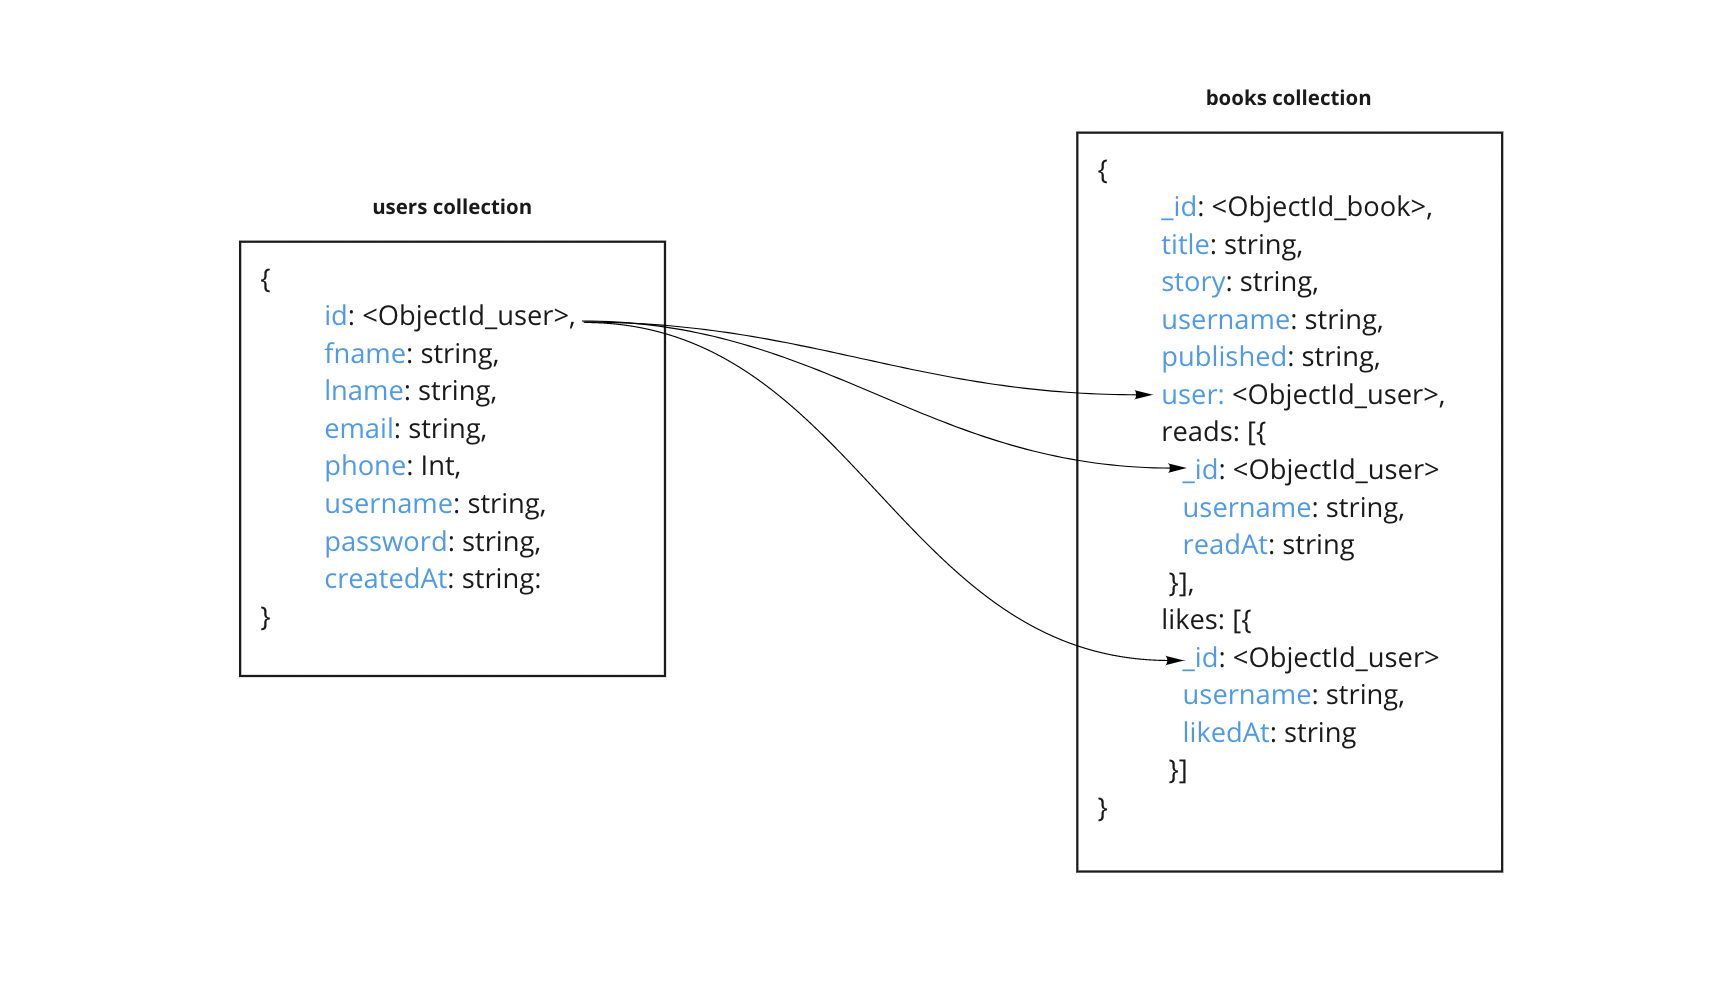 users collection
{
id: <ObjectId_user>,
fname: string,
lname: string,
email: string,
phone: Int,
username: string,
password: string,
createdAt: string:
}
books collection
{
_id: <ObjectId_book>,
title: string,
story: string,
username: string,
published: string,
user: <ObjectId_user>,
reads: [{
_id: <ObjectId_user>
username: string,
readAt: string
}],
likes: [{
_id: <ObjectId_user>
username: string,
likedAt: string
}]
}